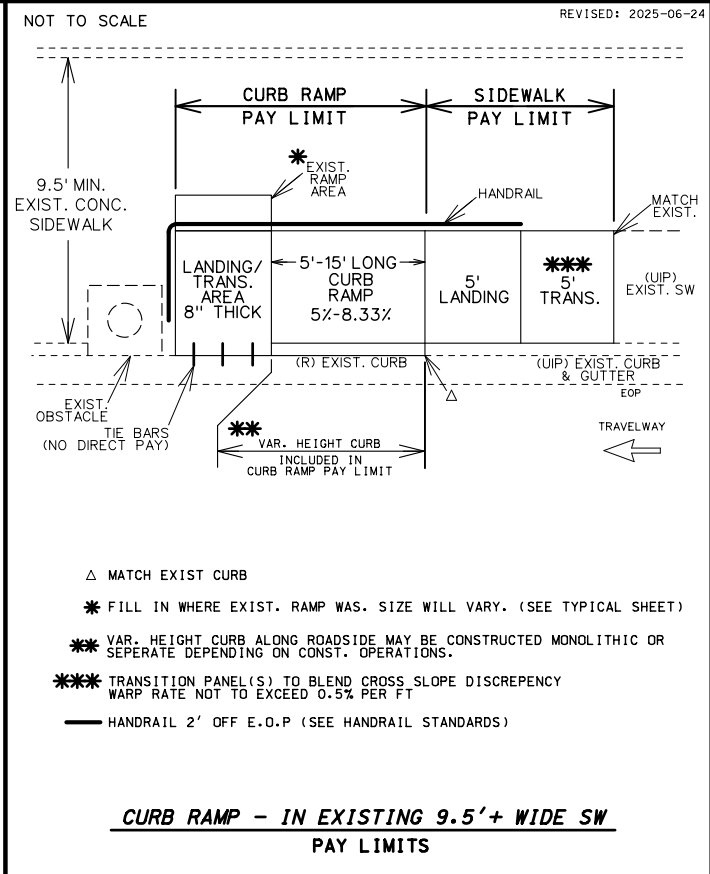 NOT TO SCALE
REVISED: 2025-06-24
CURB RAMP
PAY LIMIT
SIDEWALK
PAY LIMIT
*
EXIST.
RAMP
AREA
HANDRAIL
MATCH
EXIST.
9.5' MIN.
EXIST. CONC.
SIDEWALK
LANDING/
TRANS.
AREA
8" THICK
5'-15' LONG
CURB
RAMP
5%-8.33%
5'
LANDING
***
5'
TRANS.
(UIP)
EXIST. SW
(R) EXIST. CURB
(UIP) EXIST. CURB
& GUTTER
EOP
EXIST.
OBSTACLE
TIE BARS
(NO DIRECT PAY)
**
VAR. HEIGHT CURB
INCLUDED IN
CURB RAMP PAY LIMIT
△
TRAVELWAY
△ MATCH EXIST CURB
* FILL IN WHERE EXIST. RAMP WAS. SIZE WILL VARY. (SEE TYPICAL SHEET)
** VAR. HEIGHT CURB ALONG ROADSIDE MAY BE CONSTRUCTED MONOLITHIC OR
SEPERATE DEPENDING ON CONST. OPERATIONS.
*** TRANSITION PANEL(S) TO BLEND CROSS SLOPE DISCREPENCY
WARP RATE NOT TO EXCEED 0.5% PER FT
HANDRAIL 2' OFF E.O.P (SEE HANDRAIL STANDARDS)
CURB RAMP - IN EXISTING 9.5'+ WIDE SW
PAY LIMITS